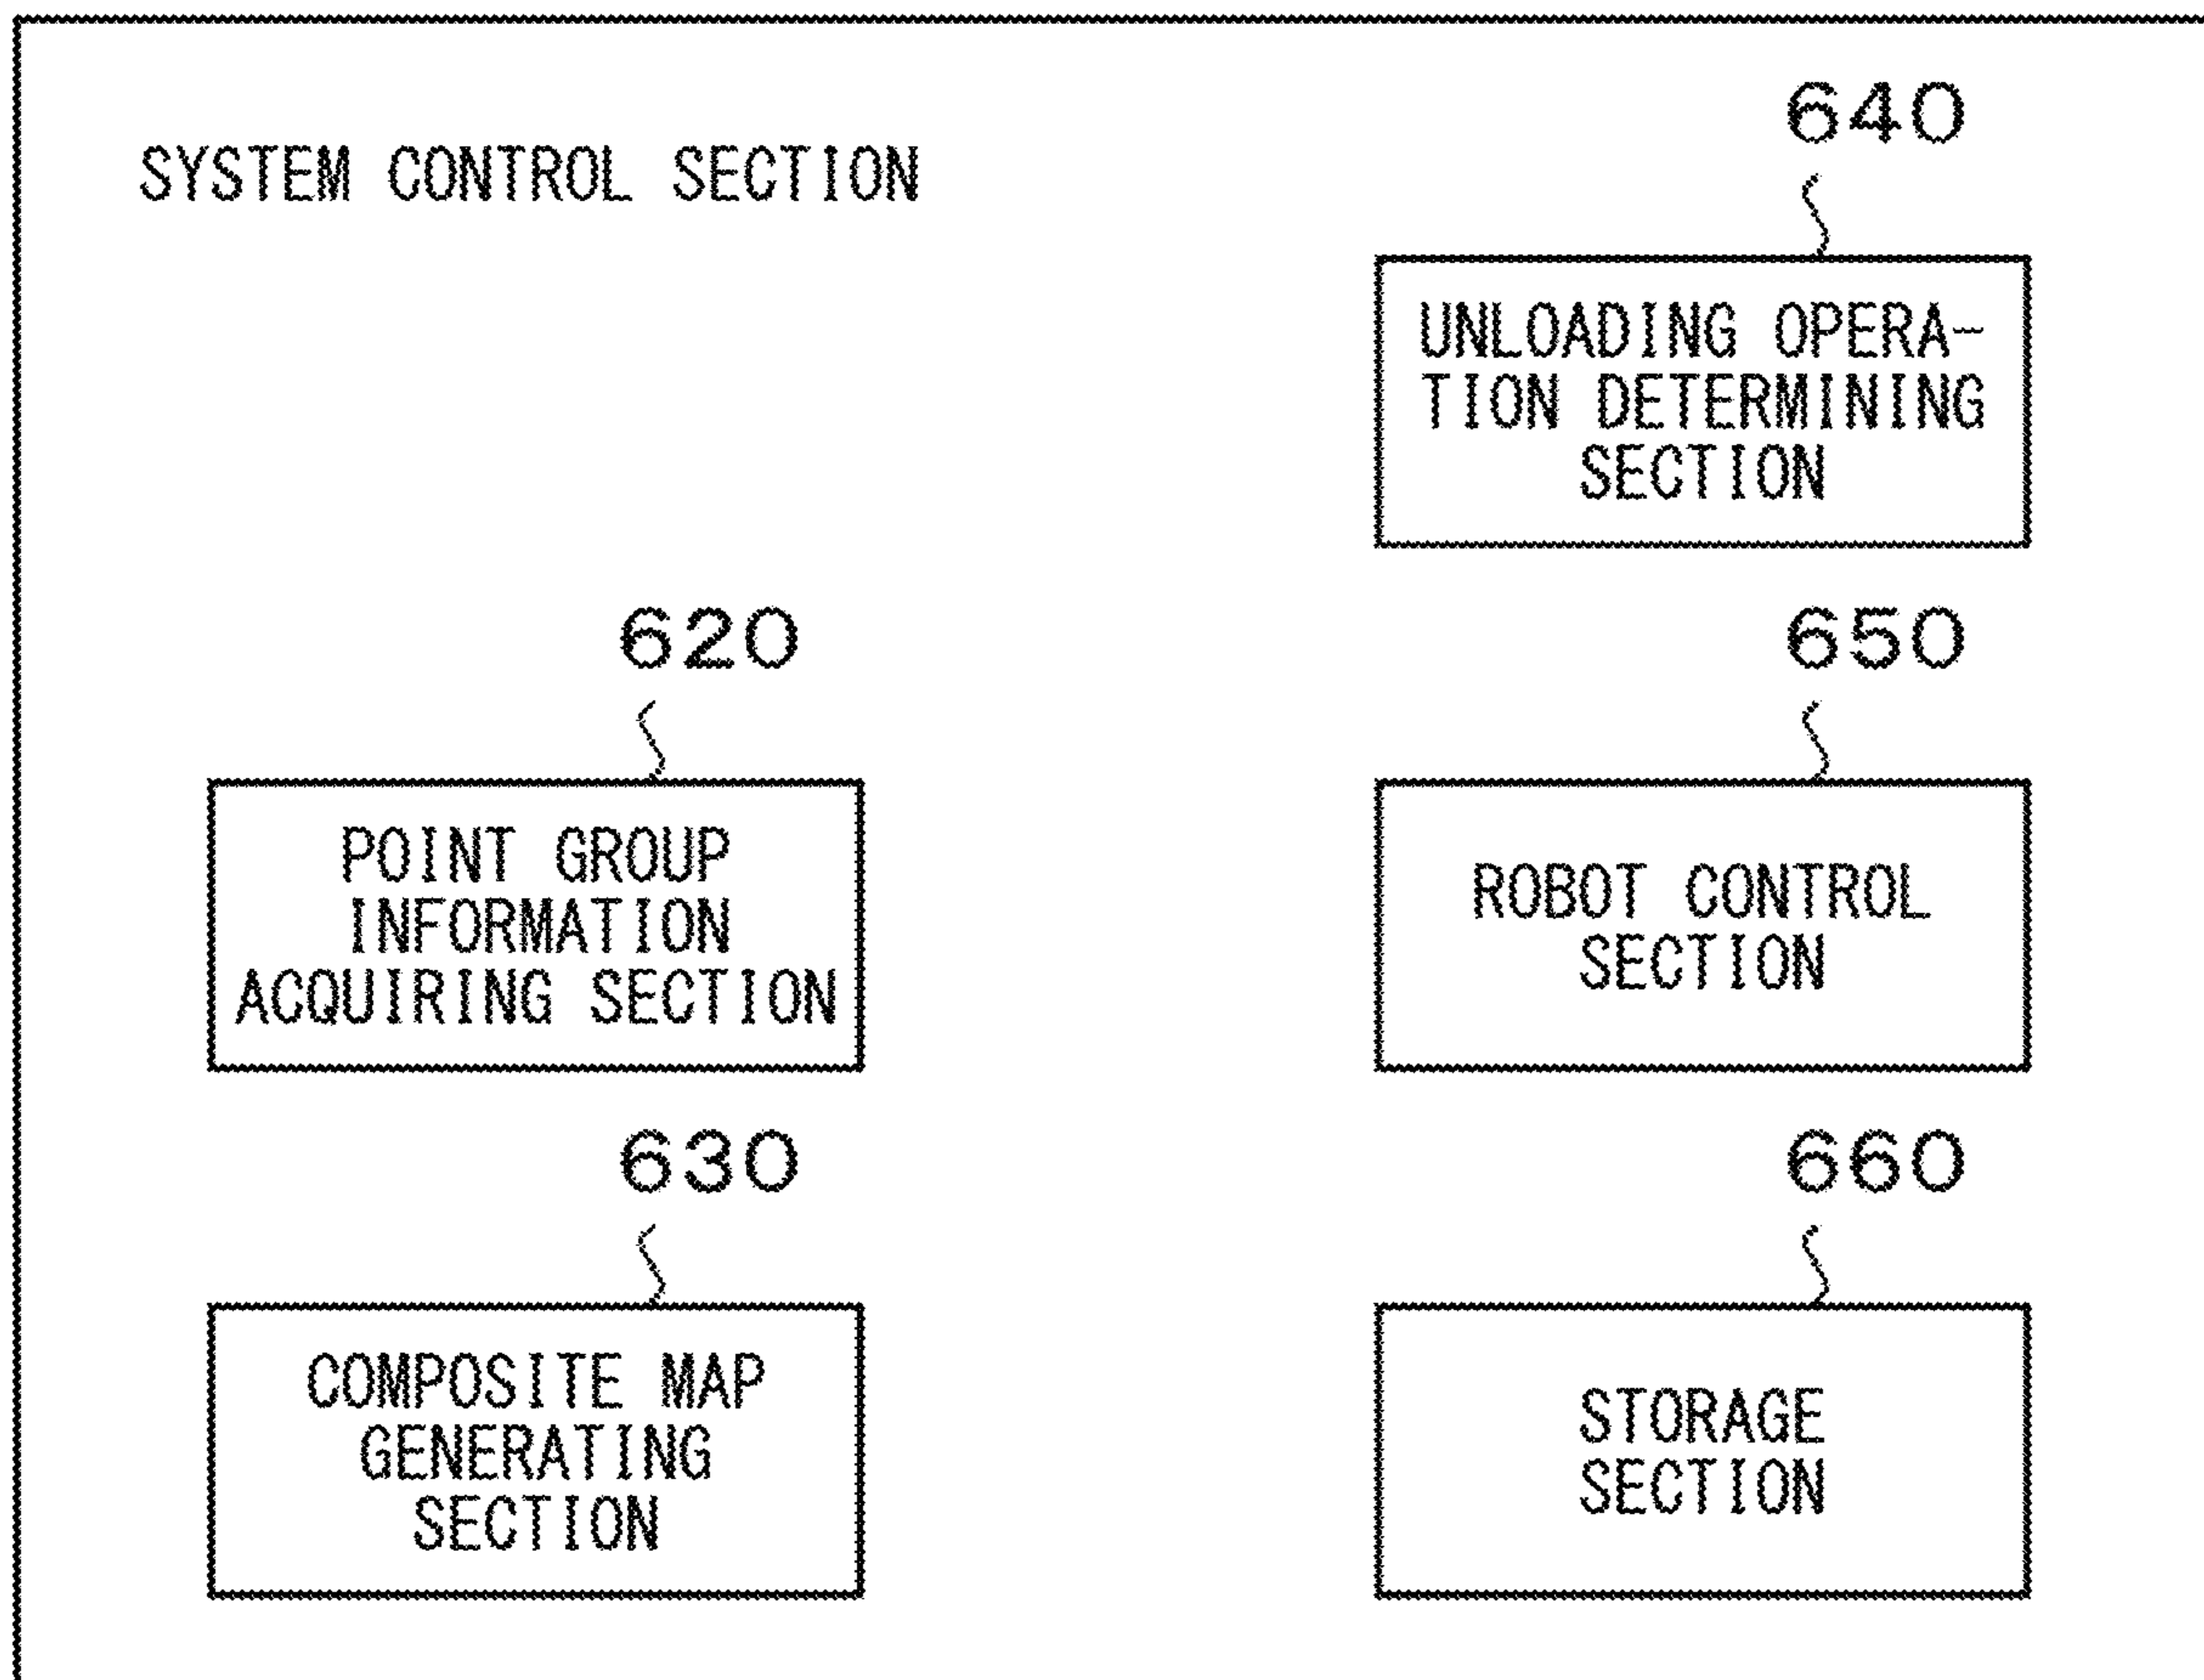 SYSTEM CONTROL SECTION
640
UNLOADING OPERA-
TION DETERMINING
SECTION
620
POINT GROUP
INFORMATION
ACQUIRING SECTION
650
ROBOT CONTROL
SECTION
630
COMPOSITE MAP
GENERATING
SECTION
660
STORAGE
SECTION